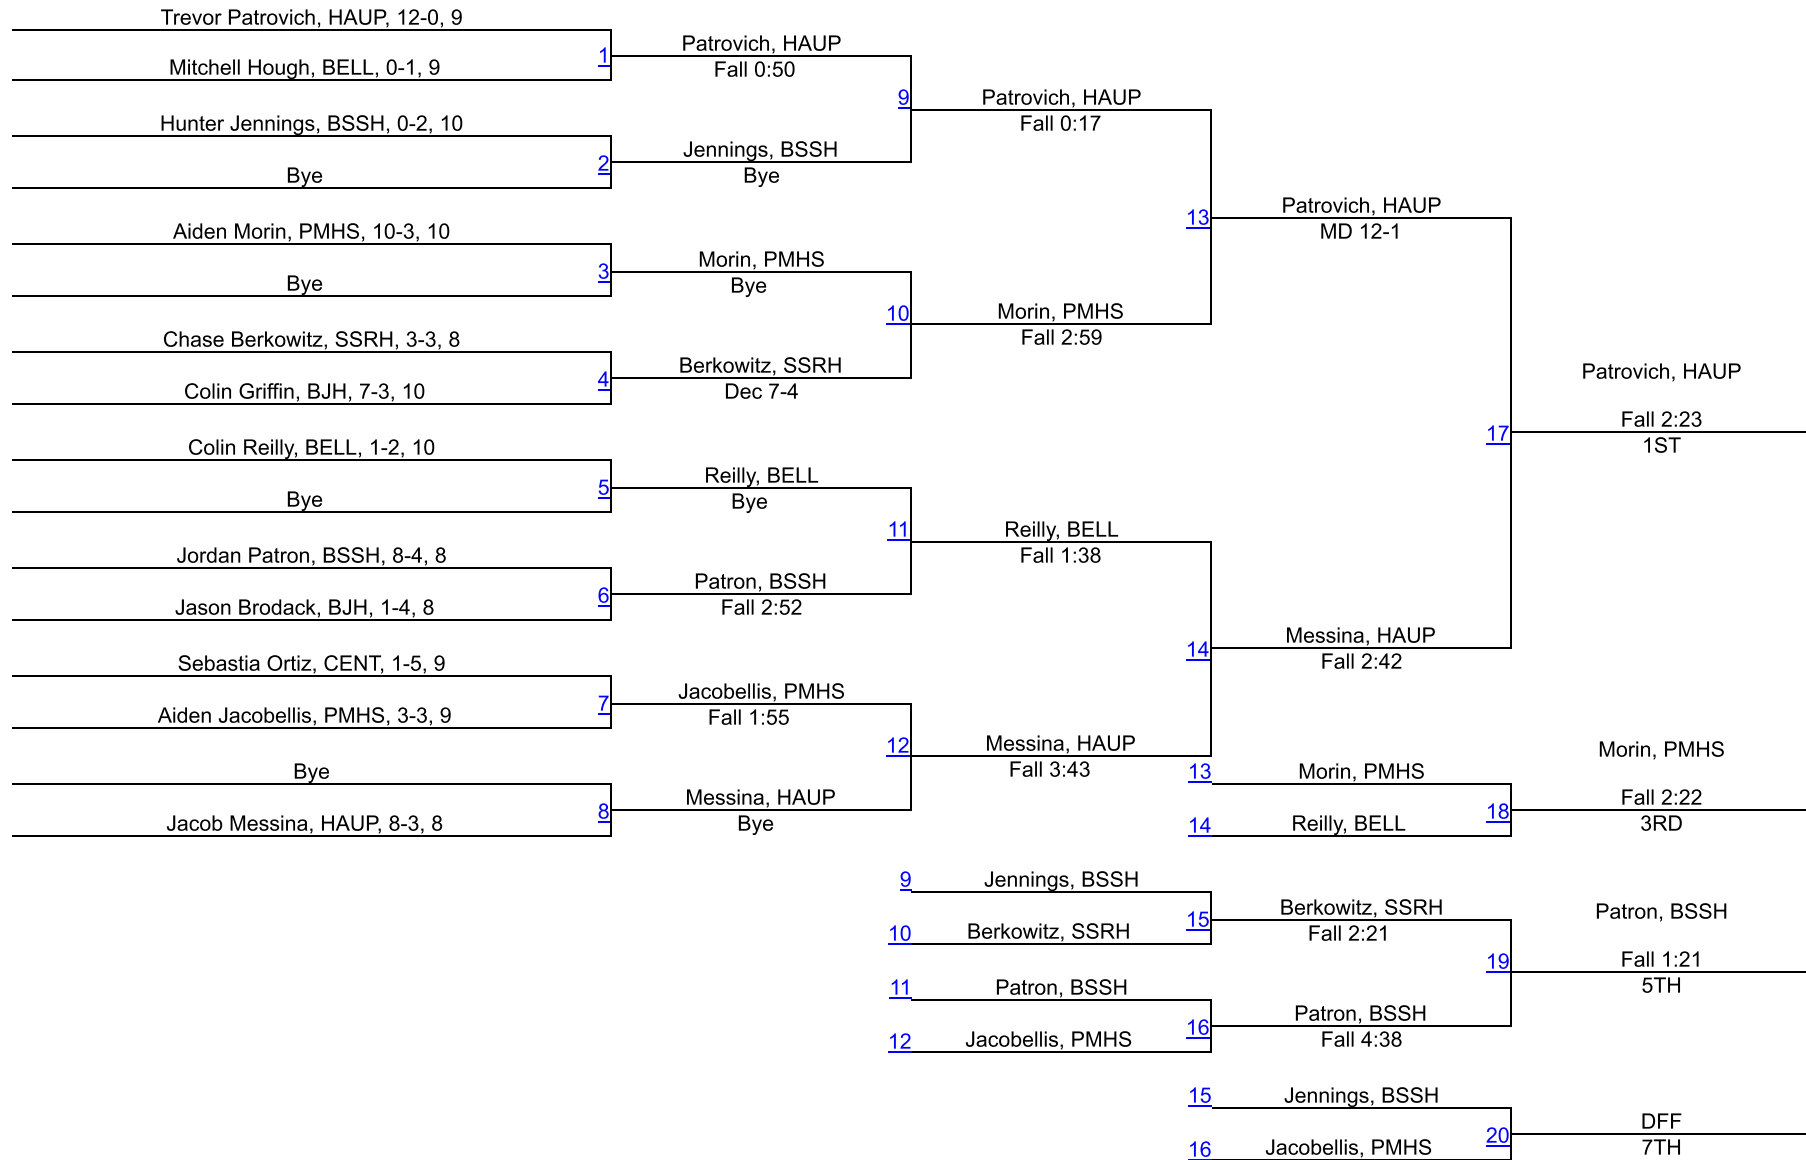 Trevor Patrovich, HAUP, 12-0, 9
1
Mitchell Hough, BELL, 0-1, 9
Patrovich, HAUP
Fall 0:50
Hunter Jennings, BSSH, 0-2, 10
2
Bye
Jennings, BSSH
Bye
9
Patrovich, HAUP
Fall 0:17
Aiden Morin, PMHS, 10-3, 10
3
Bye
Morin, PMHS
Bye
Chase Berkowitz, SSRH, 3-3, 8
4
Colin Griffin, BJH, 7-3, 10
Berkowitz, SSRH
Dec 7-4
10
Morin, PMHS
Fall 2:59
13
Patrovich, HAUP
MD 12-1
Colin Reilly, BELL, 1-2, 10
5
Bye
Reilly, BELL
Bye
Jordan Patron, BSSH, 8-4, 8
6
Jason Brodack, BJH, 1-4, 8
Patron, BSSH
Fall 2:52
11
Reilly, BELL
Fall 1:38
Sebastia Ortiz, CENT, 1-5, 9
7
Aiden Jacobellis, PMHS, 3-3, 9
Jacobellis, PMHS
Fall 1:55
Bye
8
Jacob Messina, HAUP, 8-3, 8
Messina, HAUP
Bye
12
Messina, HAUP
Fall 3:43
14
Messina, HAUP
Fall 2:42
17
Patrovich, HAUP
Fall 2:23
1ST
13
Morin, PMHS
14
Reilly, BELL
18
Morin, PMHS
Fall 2:22
3RD
9
Jennings, BSSH
10
Berkowitz, SSRH
15
Berkowitz, SSRH
Fall 2:21
11
Patron, BSSH
12
Jacobellis, PMHS
16
Patron, BSSH
Fall 4:38
19
Patron, BSSH
Fall 1:21
5TH
15
Jennings, BSSH
16
Jacobellis, PMHS
20
DFF
7TH